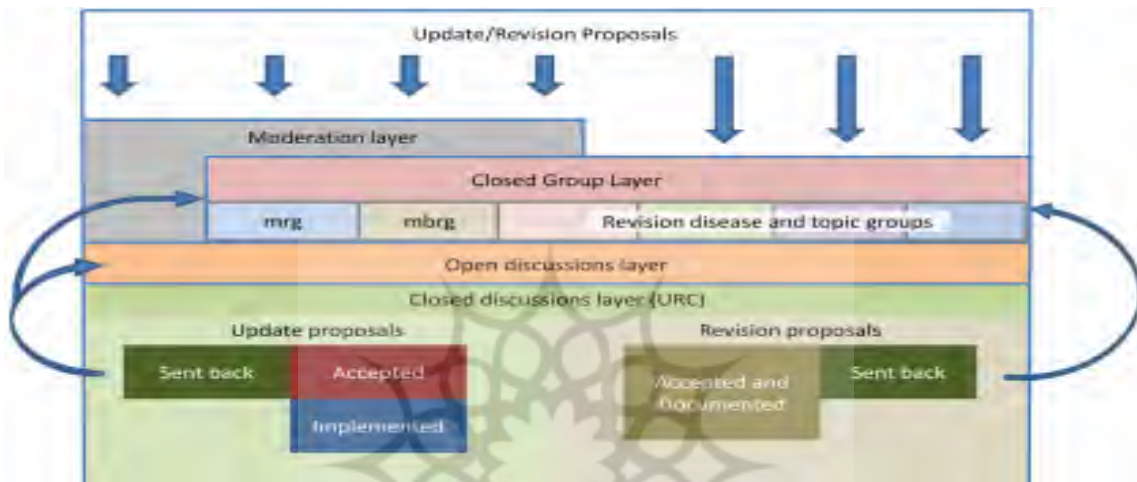 Update/Revision Proposals
Moderation layer
Closed Group Layer
mrg
mbrg
Revision disease and topic groups
Open discussions layer
Closed discussions layer (URC)
Update proposals
Revision proposals
Sent back
Accepted
Accepted and
Documented
Sent back
Implemented